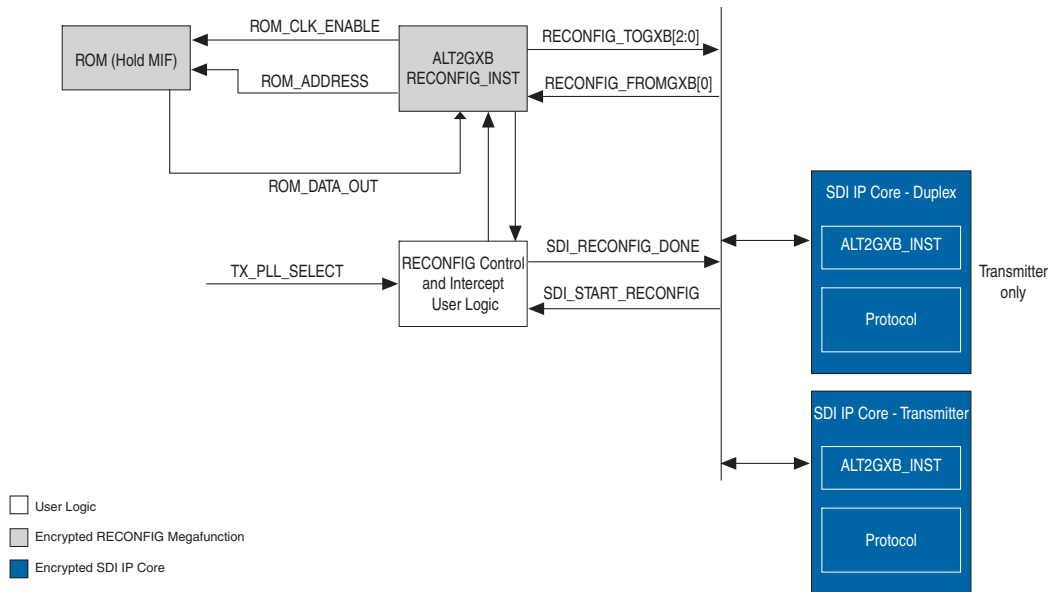 ROM_CLK_ENABLE
ROM (Hold MIF)
ROM_ADDRESS
ROM_DATA_OUT
ALT2GXB
RECONFIG_INST
RECONFIG_TOGXB[2:0]
RECONFIG_FROMGXB[0]
TX_PLL_SELECT
RECONFIG Control
and Intercept
User Logic
SDI_RECONFIG_DONE
SDI_START_RECONFIG
SDI IP Core - Duplex
ALT2GXB_INST
Protocol
Transmitter
only
SDI IP Core - Transmitter
ALT2GXB_INST
Protocol
User Logic
Encrypted RECONFIG Megafunction
Encrypted SDI IP Core